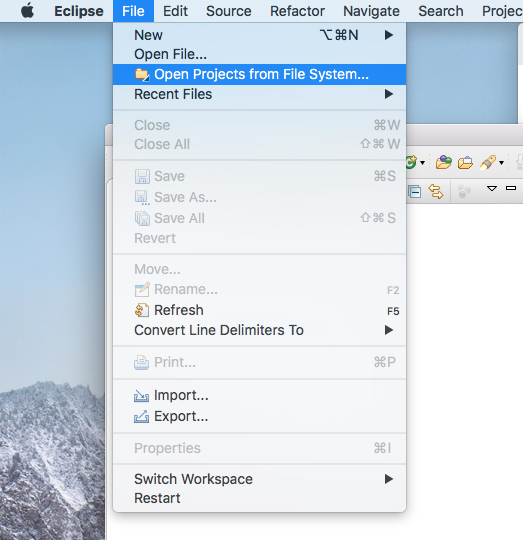 Eclipse File Edit Source Refactor Navigate Search Projec
New ⌥⌘N
Open File...
Open Projects from File System...
Recent Files
Close ⌘W
Close All ⇧⌘W
Save ⌘S
Save As...
Save All ⇧⌘S
Revert
Move...
Rename... F2
Refresh F5
Convert Line Delimiters To
Print... ⌘P
Import...
Export...
Properties ⌘I
Switch Workspace
Restart